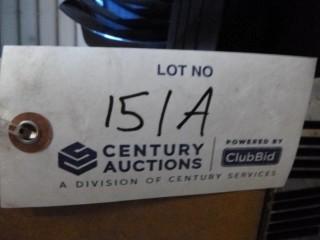 LOT NO
151A
CENTURY AUCTIONS
POWERED BY
ClubBid
A DIVISION OF CENTURY SERVICES